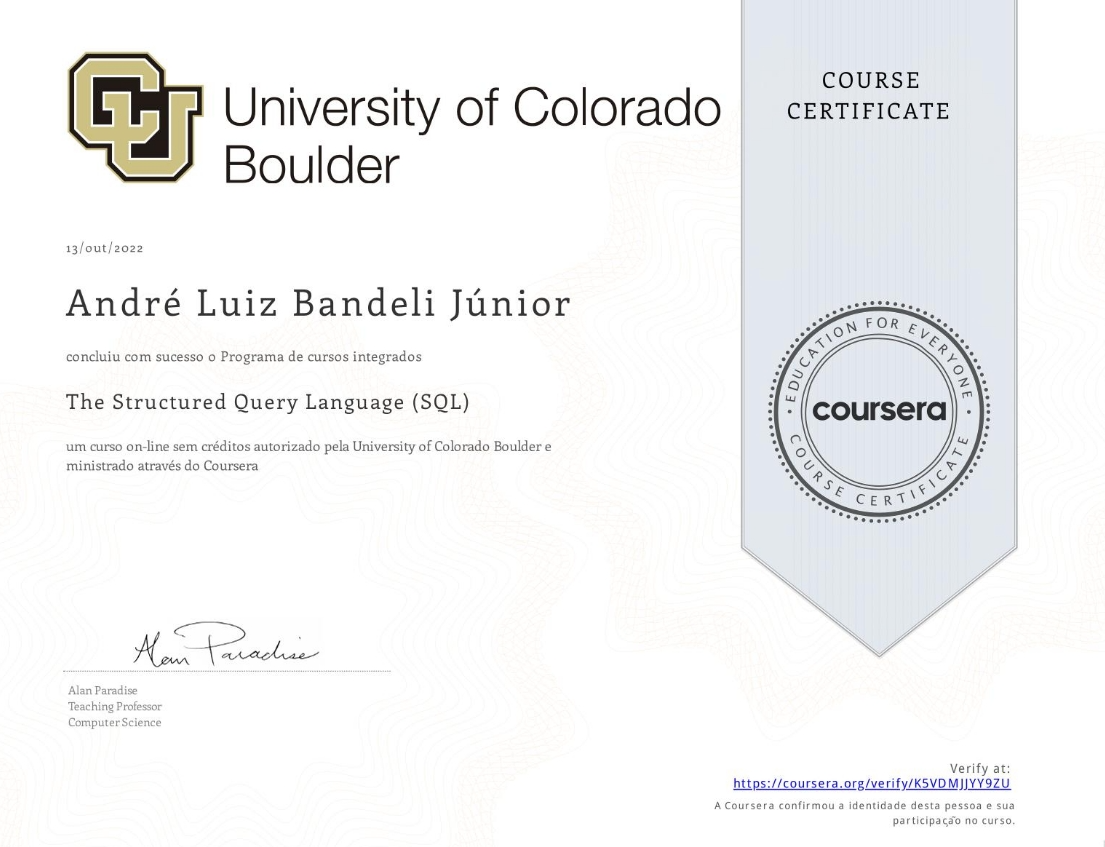 University of Colorado
Boulder
COURSE
CERTIFICATE
13/out/2022
André Luiz Bandeli Júnior
concluiu com sucesso o Programa de cursos integrados
The Structured Query Language (SQL)
um curso on-line sem créditos autorizado pela University of Colorado Boulder e
ministrado através do Coursera
EDUCATION FOR EVERYONE
coursera
COURSE CERTIFICATE
Alan Paradise
Alan Paradise
Teaching Professor
Computer Science
Verify at:
https://coursera.org/verify/K5VDMJJYY9ZU
A Coursera confirmou a identidade desta pessoa e sua
participação no curso.